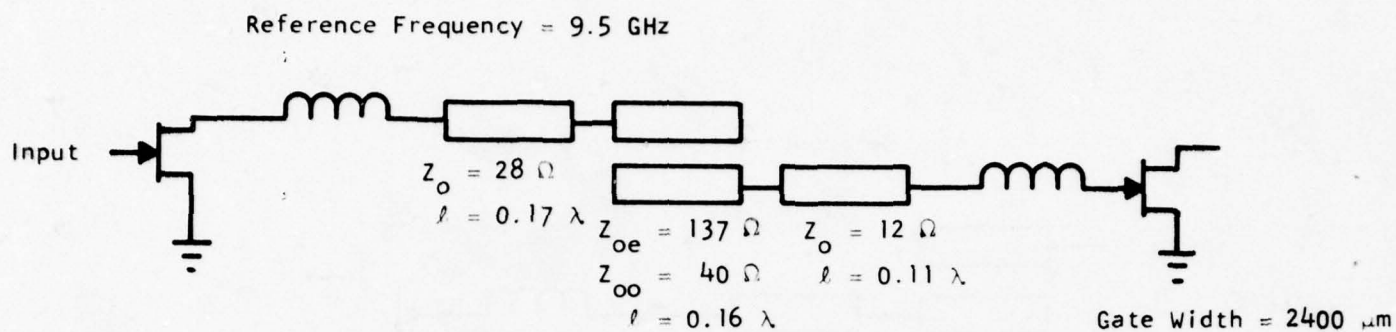 Reference Frequency = 9.5 GHz
Input
Z_o = 28 Ω
ℓ = 0.17 λ
Z_oe = 137 Ω
Z_oo = 40 Ω
ℓ = 0.16 λ
Z_o = 12 Ω
ℓ = 0.11 λ
Gate Width = 2400 μm